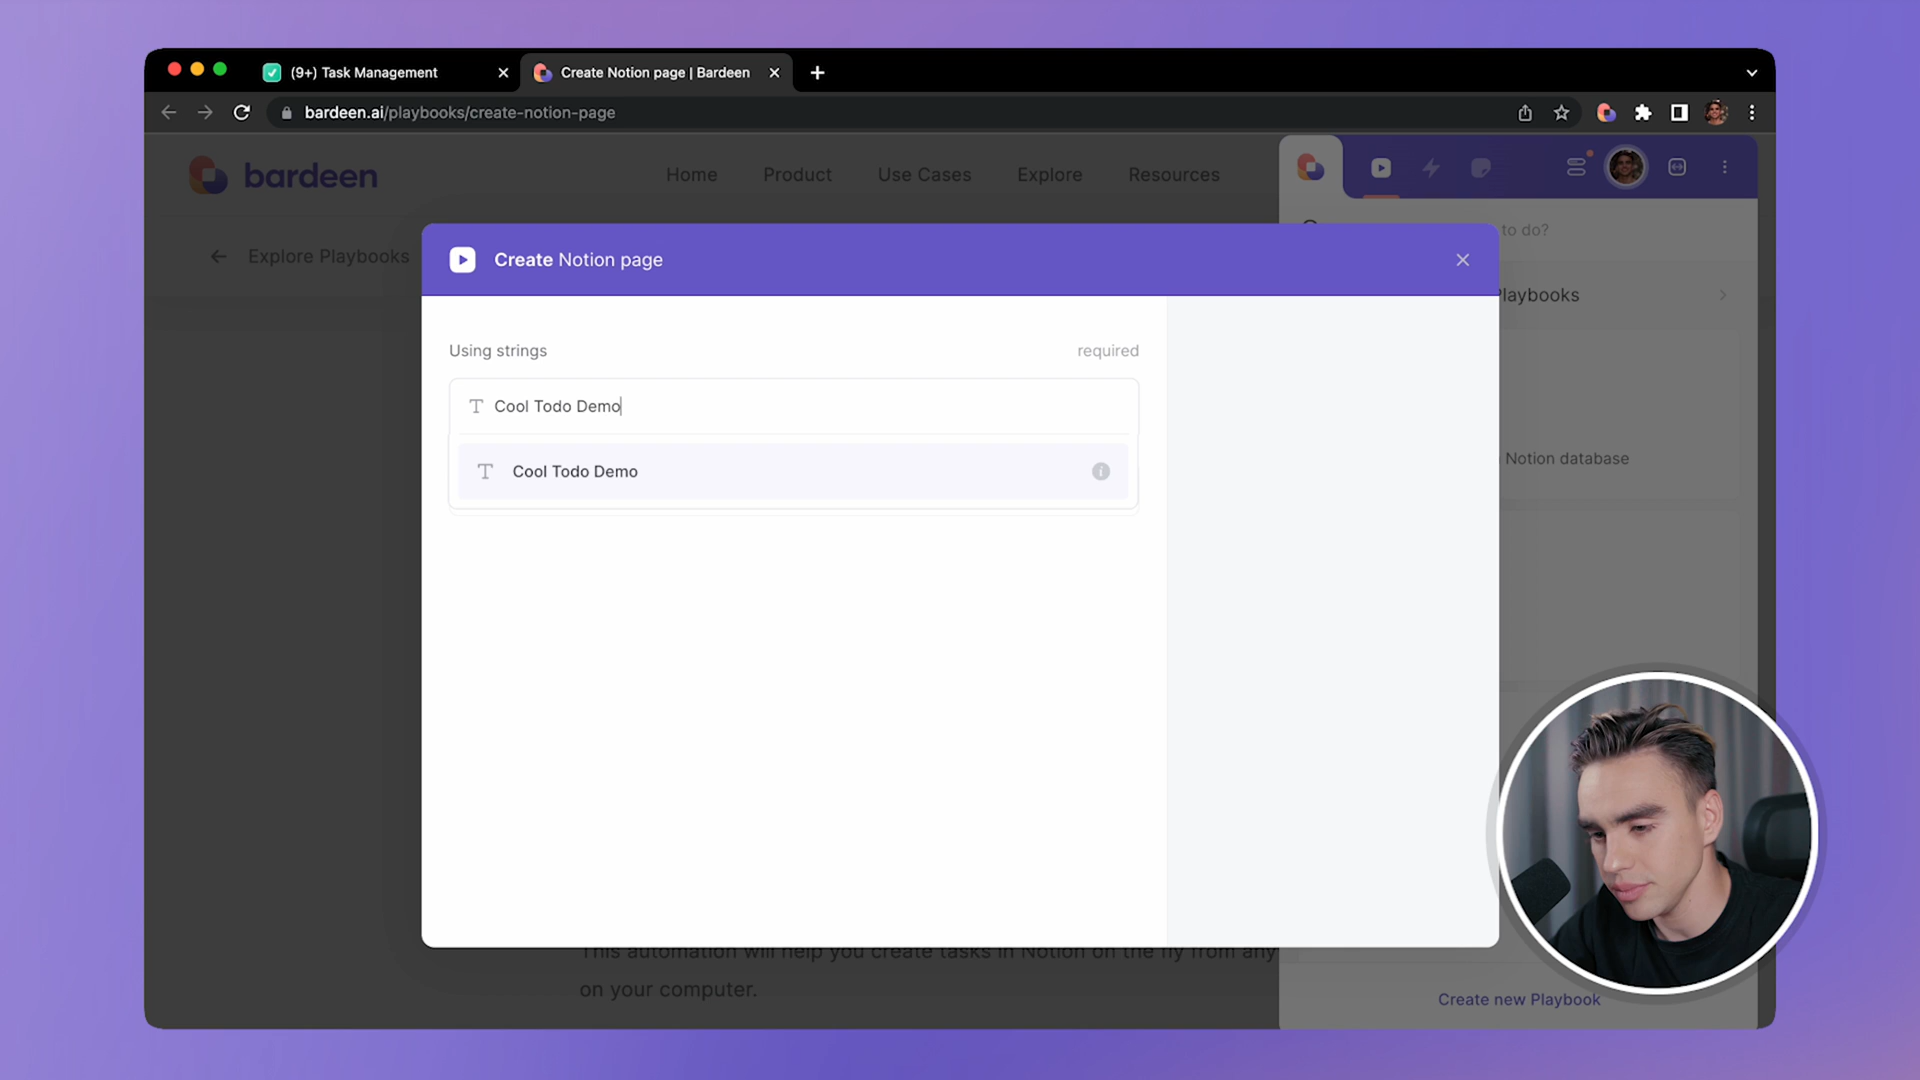 (9+) Task Management
Create Notion page | Bardeen
bardeen.ai/playbooks/create-notion-page
bardeen
Home
Product
Use Cases
Explore
Resources
to do?
Explore Playbooks
Create Notion page
Playbooks
Using strings
required
Cool Todo Demo
Cool Todo Demo
Notion database
This automation will help you create tasks in Notion on the fly from any
on your computer.
Create new Playbook